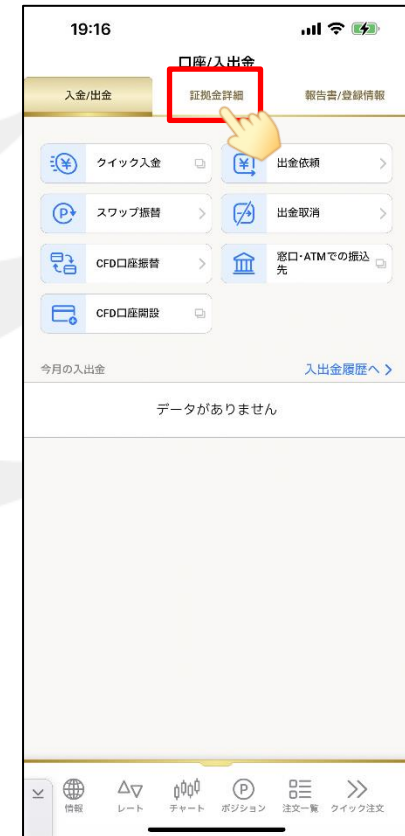 19:16
口座/入出金
入金/出金
証拠金詳細
報告書/登録情報
クイック入金
出金依頼
スワップ振替
出金取消
CFD口座振替
窓口・ATMでの振込
先
CFD口座開設
今月の入出金
入出金履歴へ
データがありません
情報
レート
チャート
ポジション
注文一覧
クイック注文